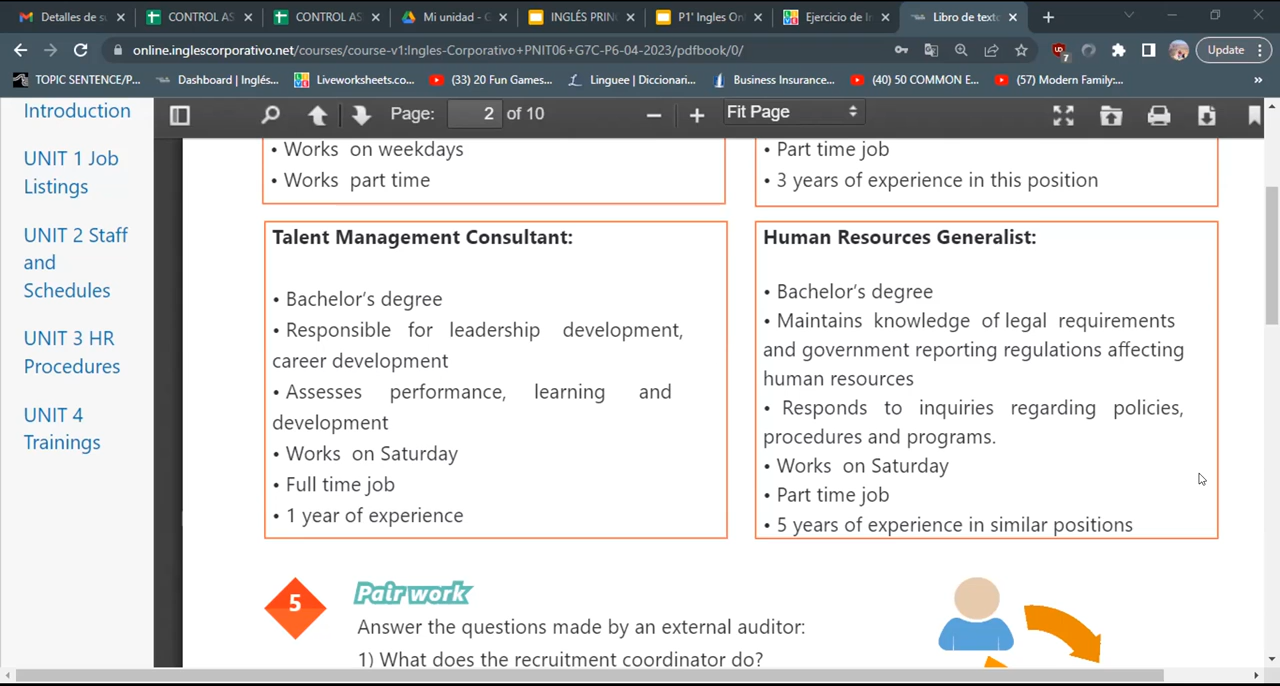 Detalles de su
CONTROL AS
CONTROL AS
Mi unidad - G
INGLÉS PRIN
P1' Ingles On
Ejercicio de In
Libro de texto
online.inglescorporativo.net/courses/course-v1:Ingles-Corporativo+PNIT06+G7C-P6-04-2023/pdfbook/0/
7
Update
TOPIC SENTENCE/P...
Dashboard | Inglés...
Liveworksheets.co...
(33) 20 Fun Games...
Linguee | Diccionari...
Business Insurance...
(40) 50 COMMON E...
(57) Modern Family:...
»
Introduction
UNIT 1 Job
Listings
UNIT 2 Staff
and
Schedules
UNIT 3 HR
Procedures
UNIT 4
Trainings
Page: 2 of 10
Fit Page
• Works on weekdays
• Works part time
• Part time job
• 3 years of experience in this position
Talent Management Consultant:
• Bachelor's degree
• Responsible for leadership development,
career development
• Assesses performance, learning and
development
• Works on Saturday
• Full time job
• 1 year of experience
Human Resources Generalist:
• Bachelor's degree
• Maintains knowledge of legal requirements
and government reporting regulations affecting
human resources
• Responds to inquiries regarding policies,
procedures and programs.
• Works on Saturday
• Part time job
• 5 years of experience in similar positions
5
Pair work
Answer the questions made by an external auditor:
1) What does the recruitment coordinator do?